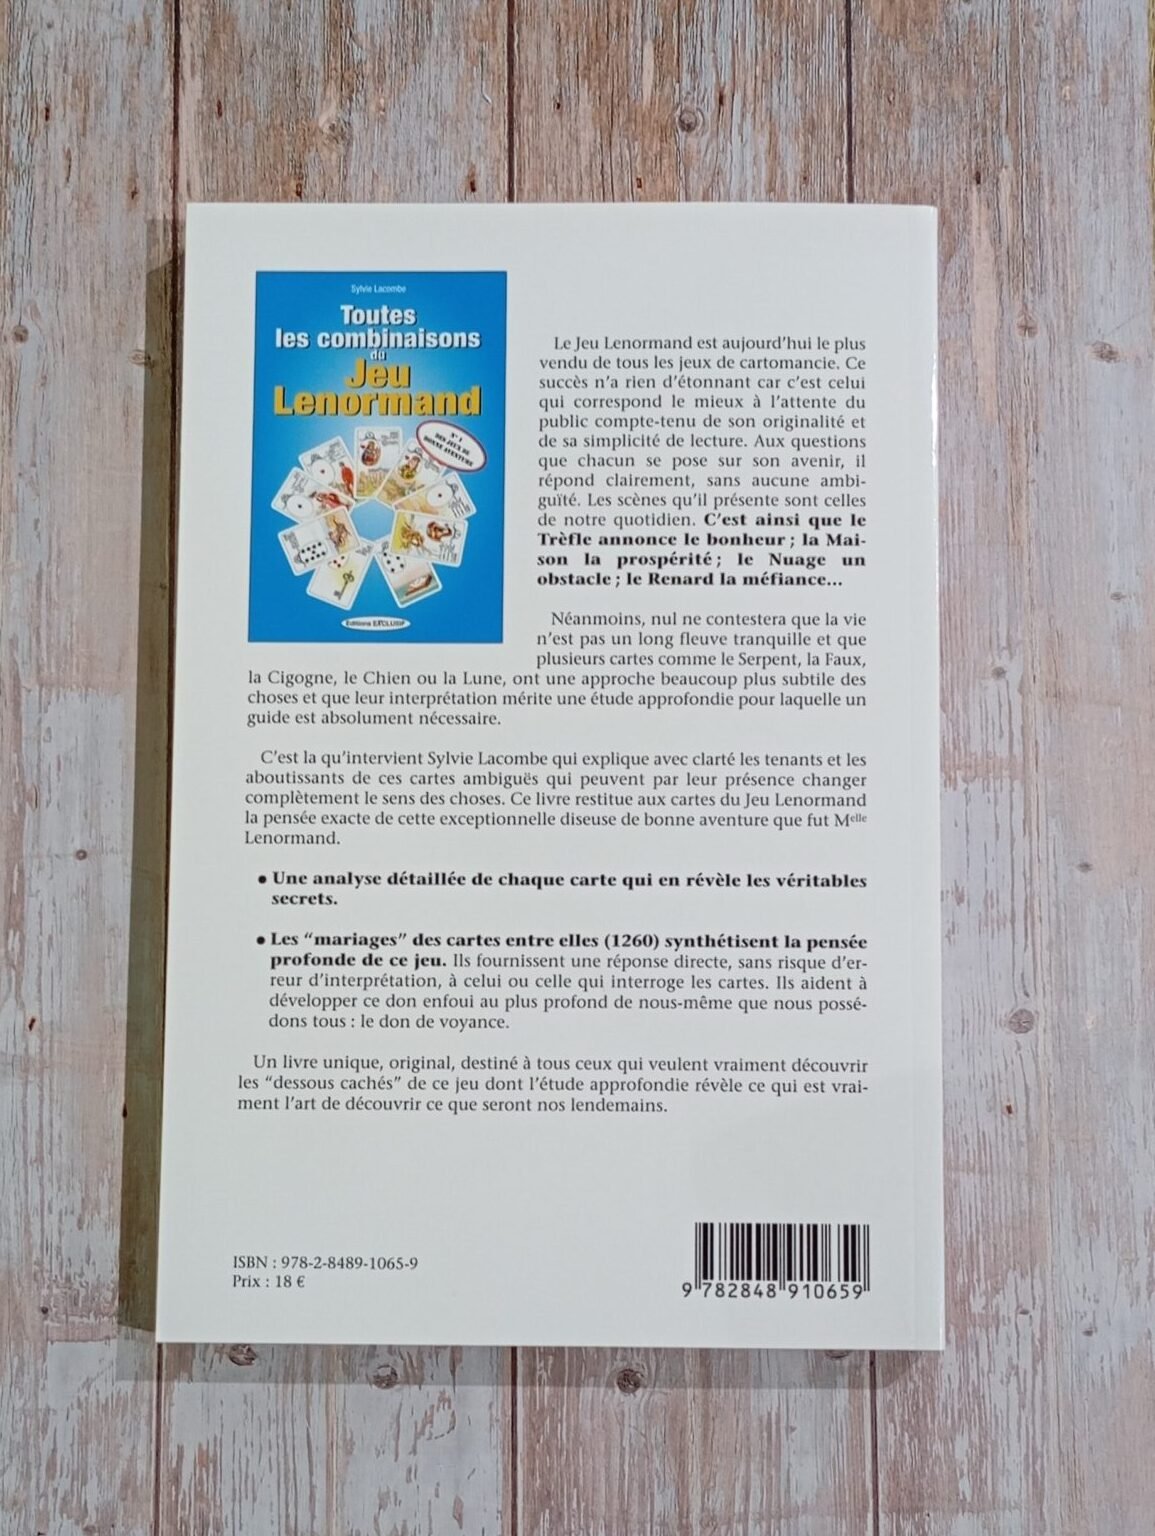 Sylvie Lacombe
Toutes
les combinaisons
du
Jeu
Lenormand
N° 1
DES JEUX DE
BONNE AVENTURE
Editions EXCLUSIF
Le Jeu Lenormand est aujourd'hui le plus
vendu de tous les jeux de cartomancie. Ce
succès n'a rien d'étonnant car c'est celui
qui correspond le mieux à l'attente du
public compte-tenu de son originalité et
de sa simplicité de lecture. Aux questions
que chacun se pose sur son avenir, il
répond clairement, sans aucune ambi-
guïté. Les scènes qu'il présente sont celles
de notre quotidien. C'est ainsi que le
Trèfle annonce le bonheur ; la Mai-
son la prospérité ; le Nuage un
obstacle ; le Renard la méfiance...
Néanmoins, nul ne contestera que la vie
n'est pas un long fleuve tranquille et que
plusieurs cartes comme le Serpent, la Faux,
la Cigogne, le Chien ou la Lune, ont une approche beaucoup plus subtile des
choses et que leur interprétation mérite une étude approfondie pour laquelle un
guide est absolument nécessaire.
C'est la qu'intervient Sylvie Lacombe qui explique avec clarté les tenants et les
aboutissants de ces cartes ambiguës qui peuvent par leur présence changer
complètement le sens des choses. Ce livre restitue aux cartes du Jeu Lenormand
la pensée exacte de cette exceptionnelle diseuse de bonne aventure que fut Melle
Lenormand.
• Une analyse détaillée de chaque carte qui en révèle les véritables
secrets.
• Les "mariages" des cartes entre elles (1260) synthétisent la pensée
profonde de ce jeu. Ils fournissent une réponse directe, sans risque d'er-
reur d'interprétation, à celui ou celle qui interroge les cartes. Ils aident à
développer ce don enfoui au plus profond de nous-même que nous possé-
dons tous : le don de voyance.
Un livre unique, original, destiné à tous ceux qui veulent vraiment découvrir
les "dessous cachés" de ce jeu dont l'étude approfondie révèle ce qui est vrai-
ment l'art de découvrir ce que seront nos lendemains.
ISBN : 978-2-8489-1065-9
Prix : 18 €
9 782848 910659